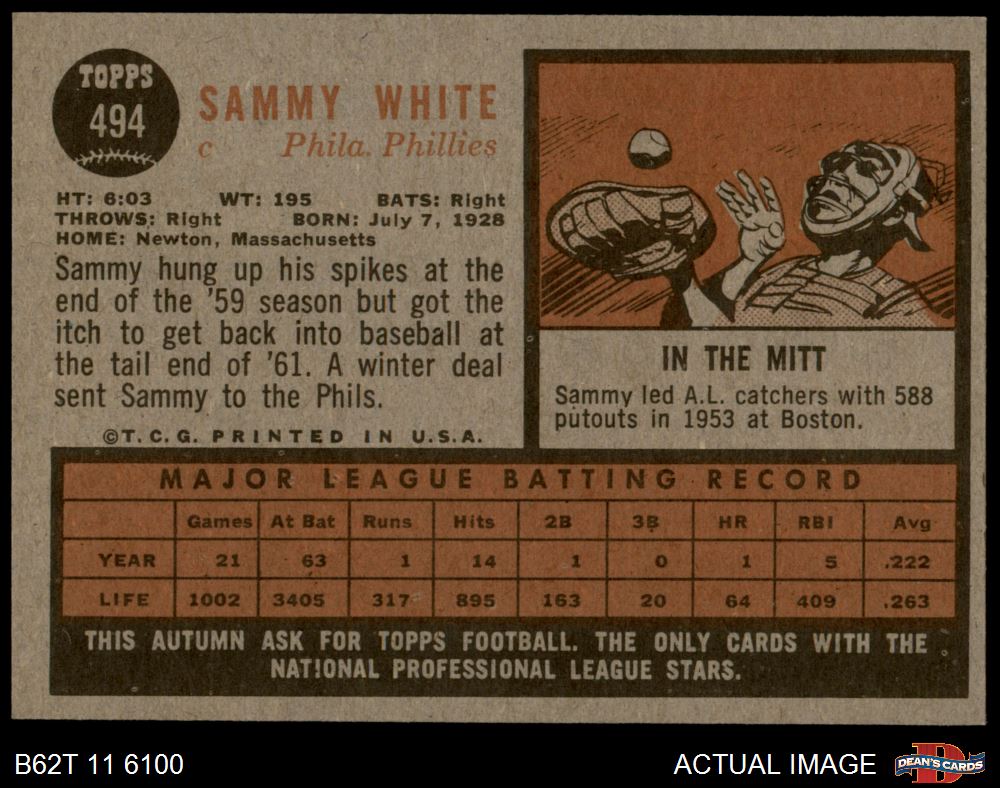 TOPPS
494
SAMMY WHITE
c Phila. Phillies
HT: 6:03 WT: 195 BATS: Right
THROWS: Right BORN: July 7, 1928
HOME: Newton, Massachusetts
Sammy hung up his spikes at the
end of the '59 season but got the
itch to get back into baseball at
the tail end of '61. A winter deal
sent Sammy to the Phils.
©T.C.G. PRINTED IN U.S.A.
IN THE MITT
Sammy led A.L. catchers with 588
putouts in 1953 at Boston.
MAJOR LEAGUE BATTING RECORD
Games At Bat Runs Hits 2B 3B HR RBI Avg
YEAR 21 63 1 14 1 0 1 5 .222
LIFE 1002 3405 317 895 163 20 64 409 .263
THIS AUTUMN ASK FOR TOPPS FOOTBALL. THE ONLY CARDS WITH THE
NATIONAL PROFESSIONAL LEAGUE STARS.
B62T 11 6100
ACTUAL IMAGE
D
DEAN'S CARDS